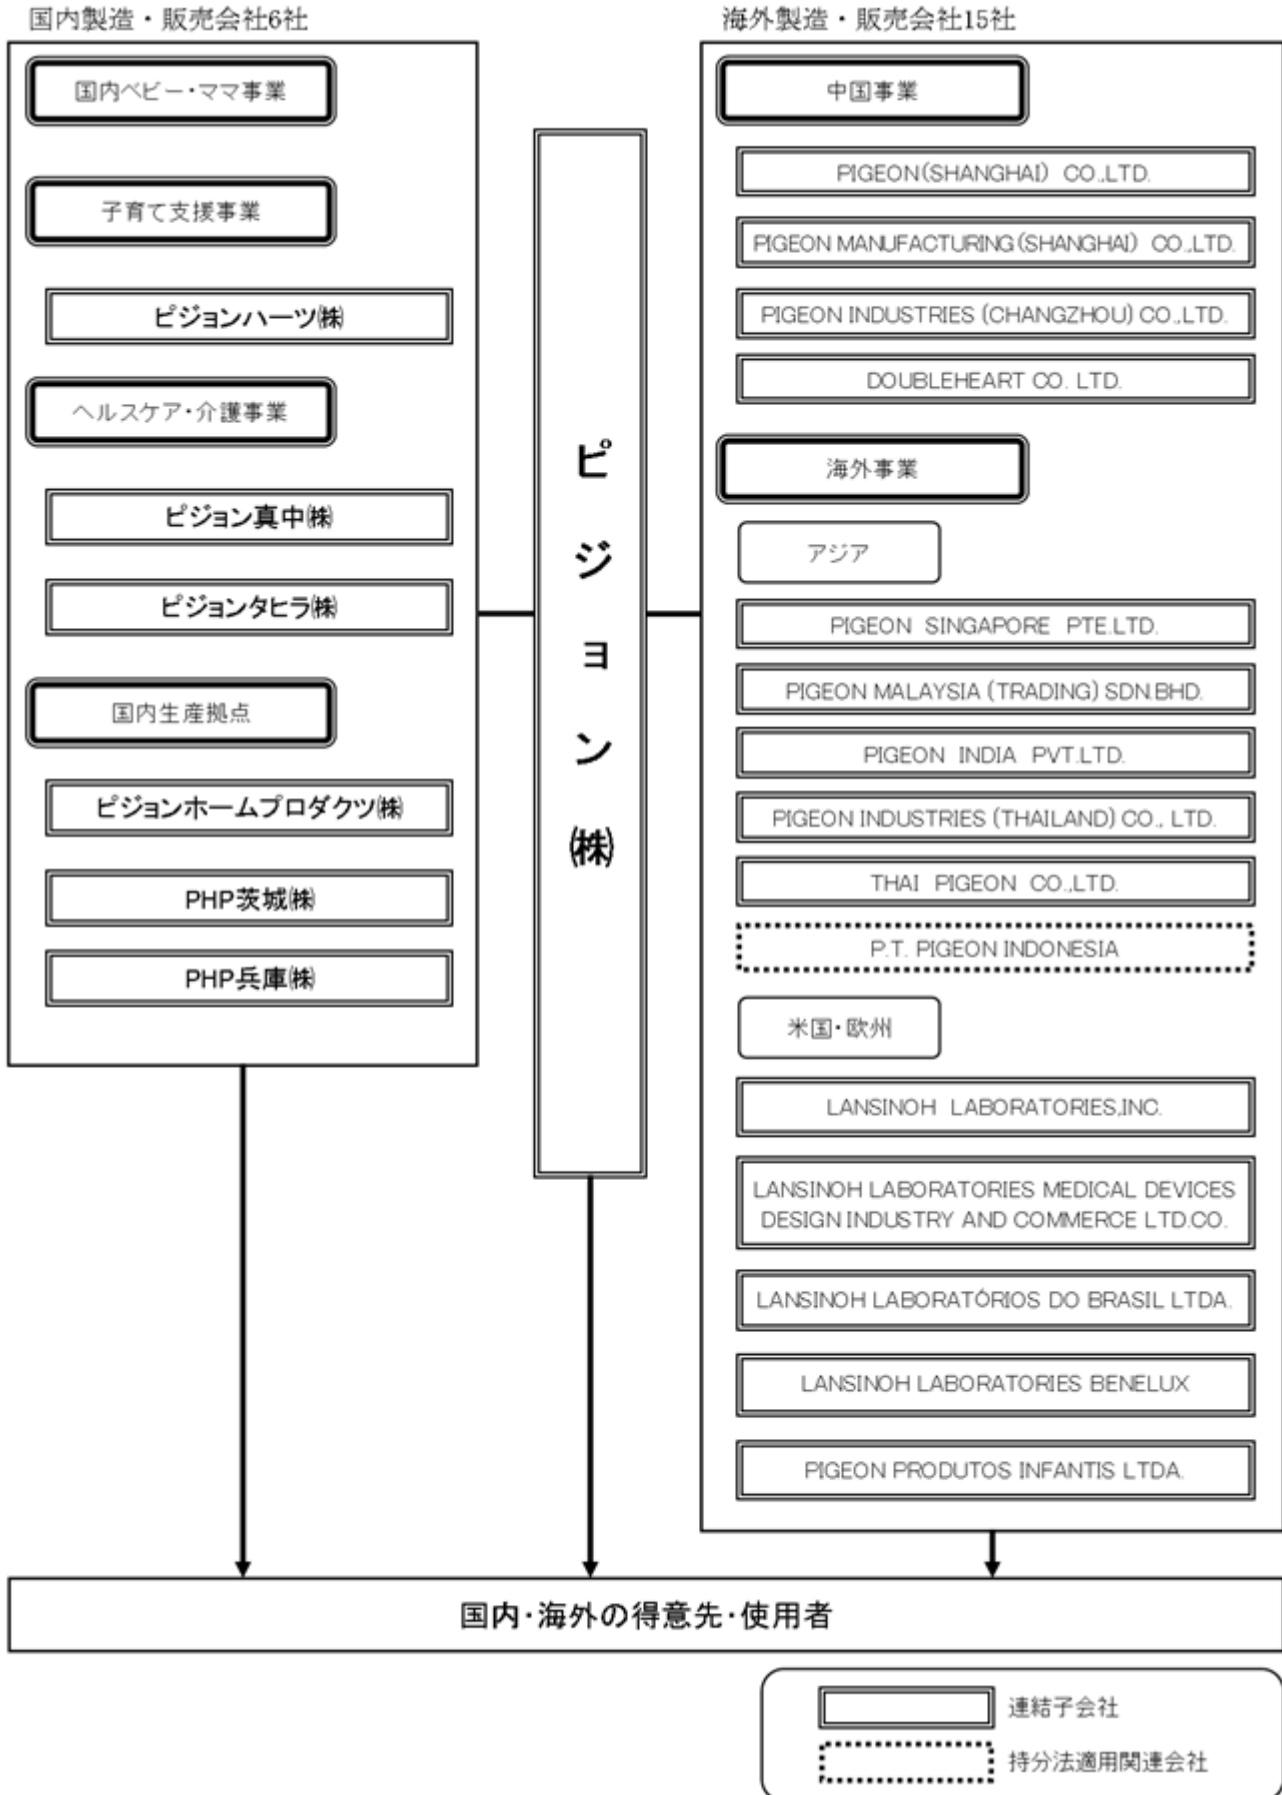 国内製造・販売会社6社
国内ベビー・ママ事業
子育て支援事業
ピジョンハーツ㈱
ヘルスケア・介護事業
ピジョン真中㈱
ピジョンタヒラ㈱
国内生産拠点
ピジョンホームプロダクツ㈱
PHP茨城㈱
PHP兵庫㈱
ピジョン㈱
海外製造・販売会社15社
中国事業
PIGEON(SHANGHAI) CO.,LTD.
PIGEON MANUFACTURING(SHANGHAI) CO.,LTD.
PIGEON INDUSTRIES (CHANGZHOU) CO.,LTD.
DOUBLEHEART CO. LTD.
海外事業
アジア
PIGEON SINGAPORE PTE.LTD.
PIGEON MALAYSIA (TRADING) SDN.BHD.
PIGEON INDIA PVT.LTD.
PIGEON INDUSTRIES (THAILAND) CO., LTD.
THAI PIGEON CO.,LTD.
P.T. PIGEON INDONESIA
米国・欧州
LANSINOH LABORATORIES,INC.
LANSINOH LABORATORIES MEDICAL DEVICES
DESIGN INDUSTRY AND COMMERCE LTD.CO.
LANSINOH LABORATÓRIOS DO BRASIL LTDA.
LANSINOH LABORATORIES BENELUX
PIGEON PRODUTOS INFANTIS LTDA.
国内・海外の得意先・使用者
連結子会社
持分法適用関連会社